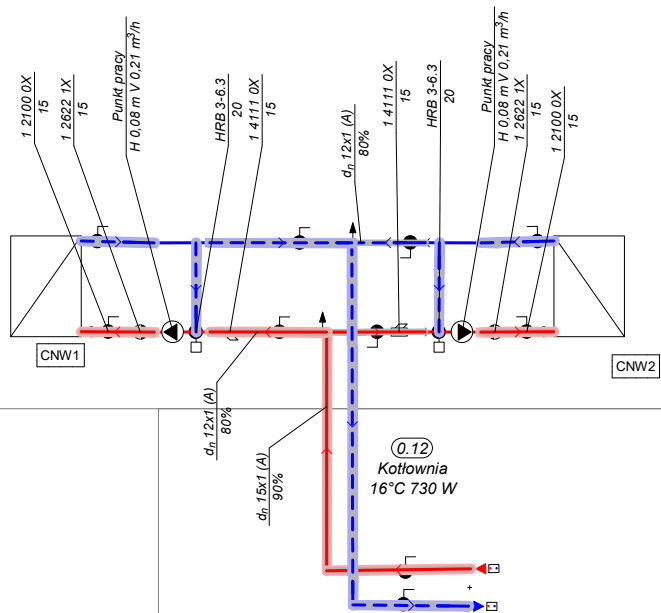 1 2100 0X
15
1 2622 1X
15
Punkt pracy
H 0,08 m V 0,21 m³/h
HRB 3-6.3
20
1 4111 0X
15
dn 12x1 (A)
80%
1 4111 0X
15
HRB 3-6.3
20
Punkt pracy
H 0,08 m V 0,21 m³/h
1 2622 1X
15
1 2100 0X
15
CNW1
CNW2
dn 12x1 (A)
80%
dn 15x1 (A)
90%
0.12
Kotłownia
16°C 730 W